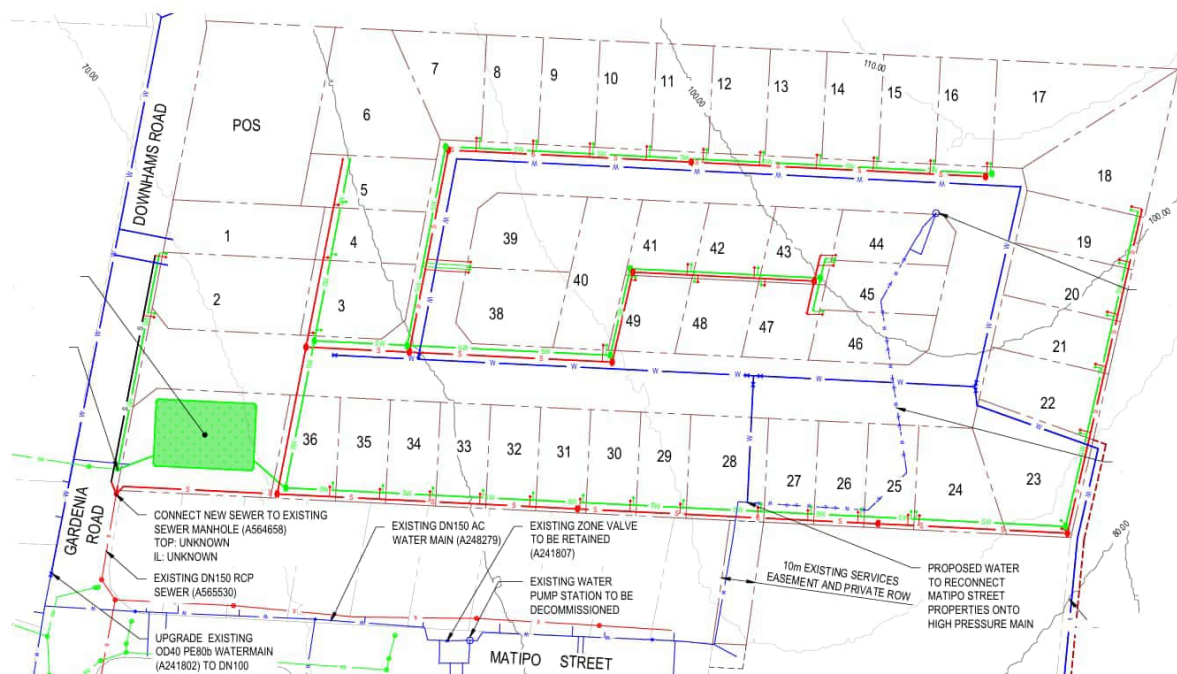 70.00
DOWNHAMS ROAD
POS
110.00
100.00
7
8
9
10
11
12
13
14
15
16
17
6
5
18
100.00
1
4
39
41
42
43
44
19
2
3
40
45
20
38
49
48
47
46
21
22
36
35
34
33
32
31
30
29
28
27
26
25
24
23
80.00
GARDENIA
ROAD
CONNECT NEW SEWER TO EXISTING
SEWER MANHOLE (A564658)
TOP: UNKNOWN
IL: UNKNOWN
EXISTING DN150 RCP
SEWER (A565530)
UPGRADE EXISTING
OD40 PE80b WATERMAIN
(A241802) TO DN100
EXISTING DN150 AC
WATER MAIN (A248279)
EXISTING ZONE VALVE
TO BE RETAINED
(A241807)
EXISTING WATER
PUMP STATION TO BE
DECOMMISSIONED
MATIPO STREET
10m EXISTING SERVICES
EASEMENT AND PRIVATE ROW
PROPOSED WATER
TO RECONNECT
MATIPO STREET
PROPERTIES ONTO
HIGH PRESSURE MAIN